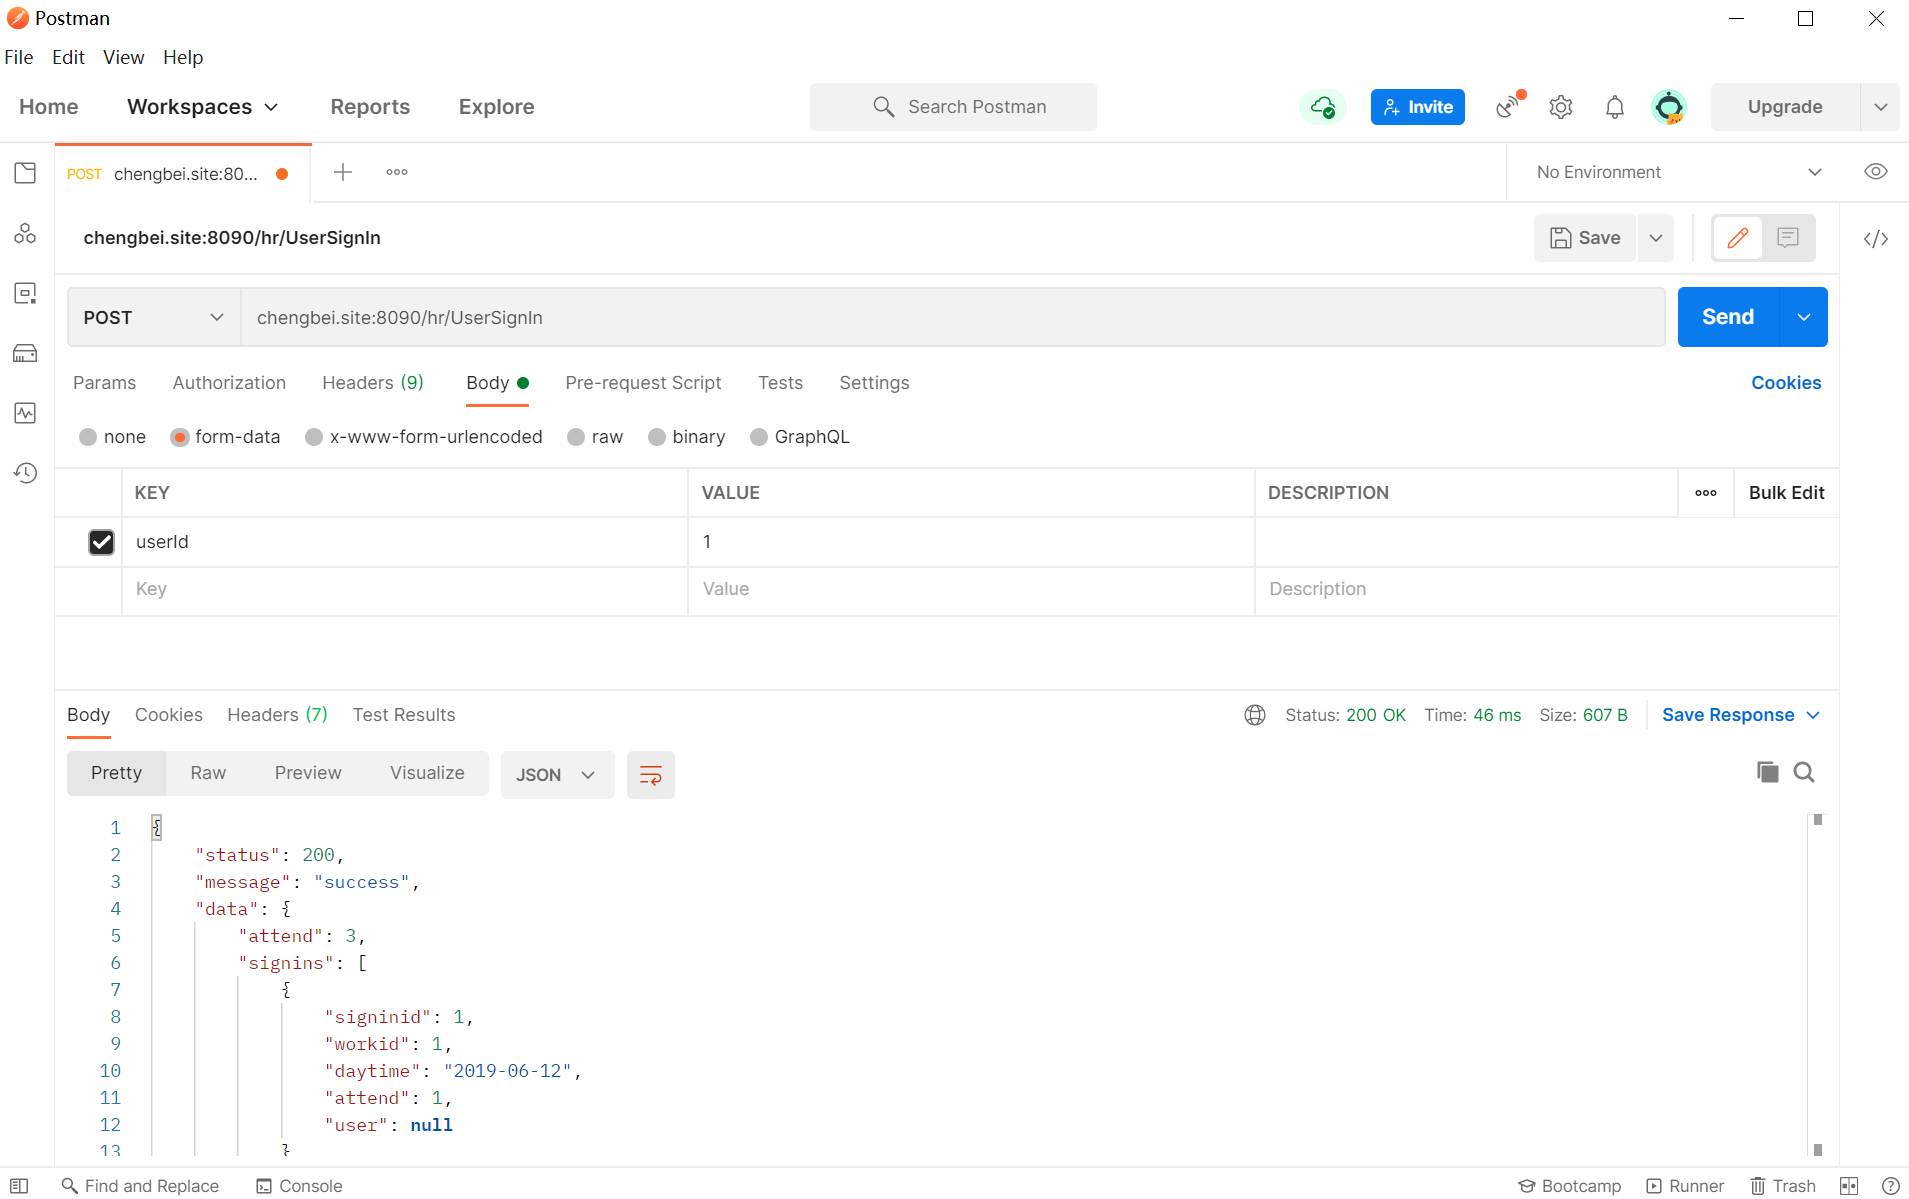 Postman
File Edit View Help
Home Workspaces Reports Explore Search Postman Invite Upgrade
POST chengbei.site:80... No Environment
chengbei.site:8090/hr/UserSignIn Save
POST chengbei.site:8090/hr/UserSignIn Send
Params Authorization Headers (9) Body Pre-request Script Tests Settings Cookies
none form-data x-www-form-urlencoded raw binary GraphQL
KEY VALUE DESCRIPTION Bulk Edit
userId 1
Key Value Description
Body Cookies Headers (7) Test Results Status: 200 OK Time: 46 ms Size: 607 B Save Response
Pretty Raw Preview Visualize JSON
1 {
2 "status": 200,
3 "message": "success",
4 "data": {
5 "attend": 3,
6 "signins": [
7 {
8 "signinid": 1,
9 "workid": 1,
10 "daytime": "2019-06-12",
11 "attend": 1,
12 "user": null
13 }
Find and Replace Console Bootcamp Runner Trash